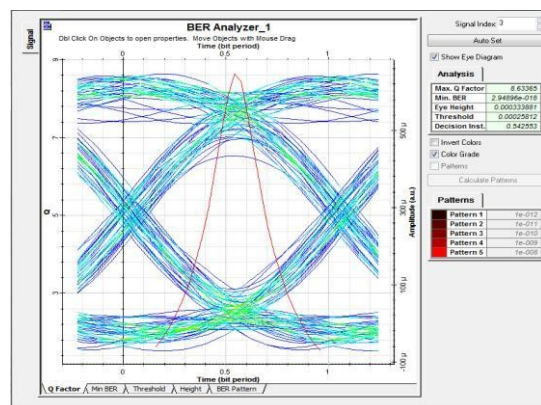 BER Analyzer_1
Dbl Click On Objects to open properties. Move Objects with Mouse Drag
Time (bit period)
0 0.5 1
Signal
Q
9
7
5
3
Amplitude (a.u.)
500 µ
300 µ
100 µ
-100 µ
0 0.5 1
Time (bit period)
Q Factor Min BER Threshold Height BER Pattern
Signal Index: 3
Auto Set
Show Eye Diagram
Analysis
Max. Q Factor 8.63365
Min. BER 2.94896e-018
Eye Height 0.000333881
Threshold 0.00025812
Decision Inst. 0.542553
Invert Colors
Color Grade
Patterns
Calculate Patterns
Patterns
Pattern 1 1e-012
Pattern 2 1e-011
Pattern 3 1e-010
Pattern 4 1e-009
Pattern 5 1e-008